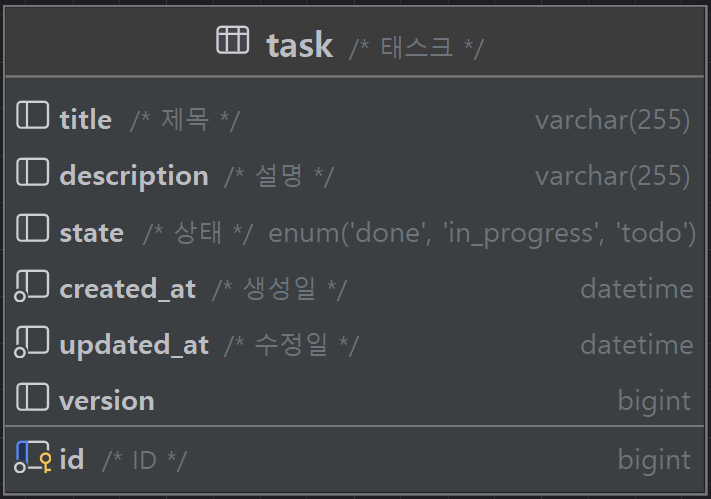 task /* 태스크 */
title /* 제목 */ varchar(255)
description /* 설명 */ varchar(255)
state /* 상태 */ enum('done', 'in_progress', 'todo')
created_at /* 생성일 */ datetime
updated_at /* 수정일 */ datetime
version bigint
id /* ID */ bigint